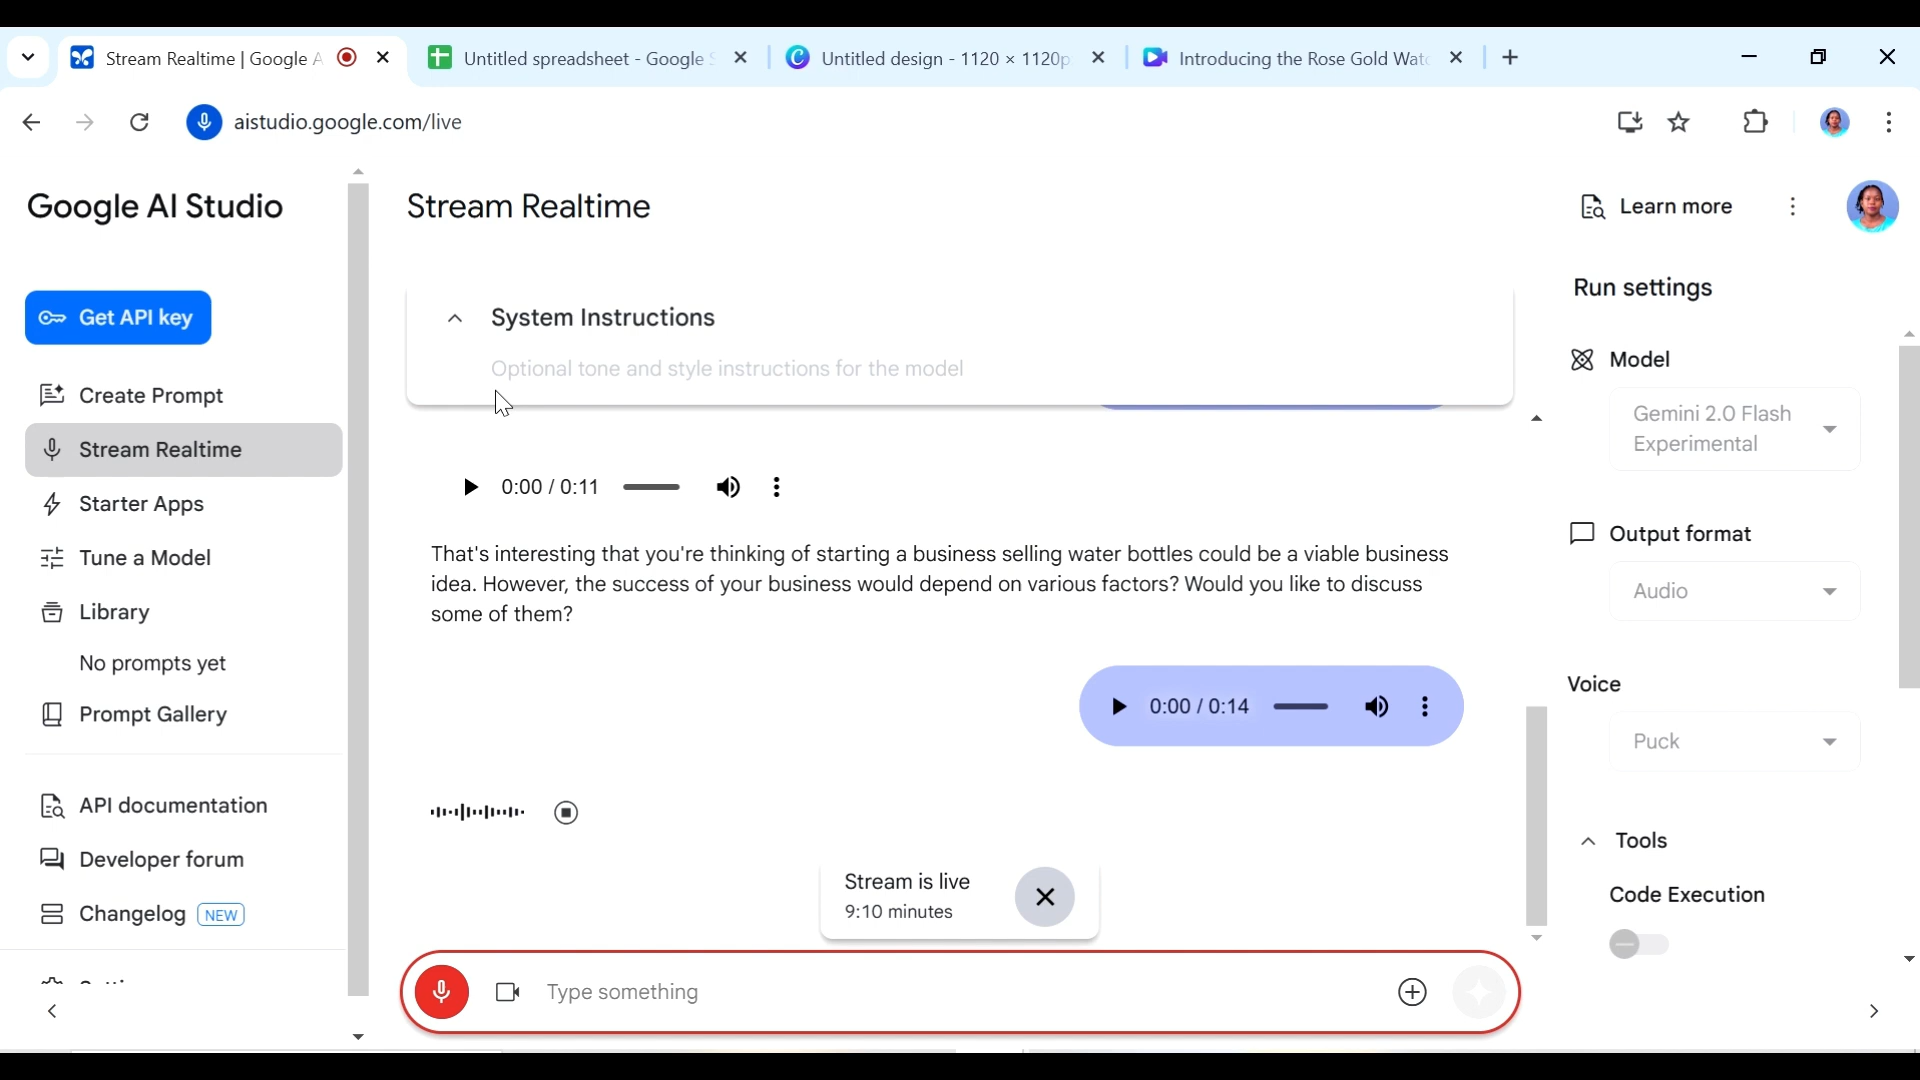 Stream Realtime | Google A
Untitled spreadsheet - Google S
Untitled design - 1120 × 1120p
Introducing the Rose Gold Wat
aistudio.google.com/live
Google AI Studio
Get API key
Create Prompt
Stream Realtime
Starter Apps
Tune a Model
Library
No prompts yet
Prompt Gallery
API documentation
Developer forum
Changelog NEW
Stream Realtime
Learn more
System Instructions
Optional tone and style instructions for the model
0:00 / 0:11
That's interesting that you're thinking of starting a business selling water bottles could be a viable business
idea. However, the success of your business would depend on various factors? Would you like to discuss
some of them?
0:00 / 0:14
Stream is live
9:10 minutes
Type something
Run settings
Model
Gemini 2.0 Flash
Experimental
Output format
Audio
Voice
Puck
Tools
Code Execution